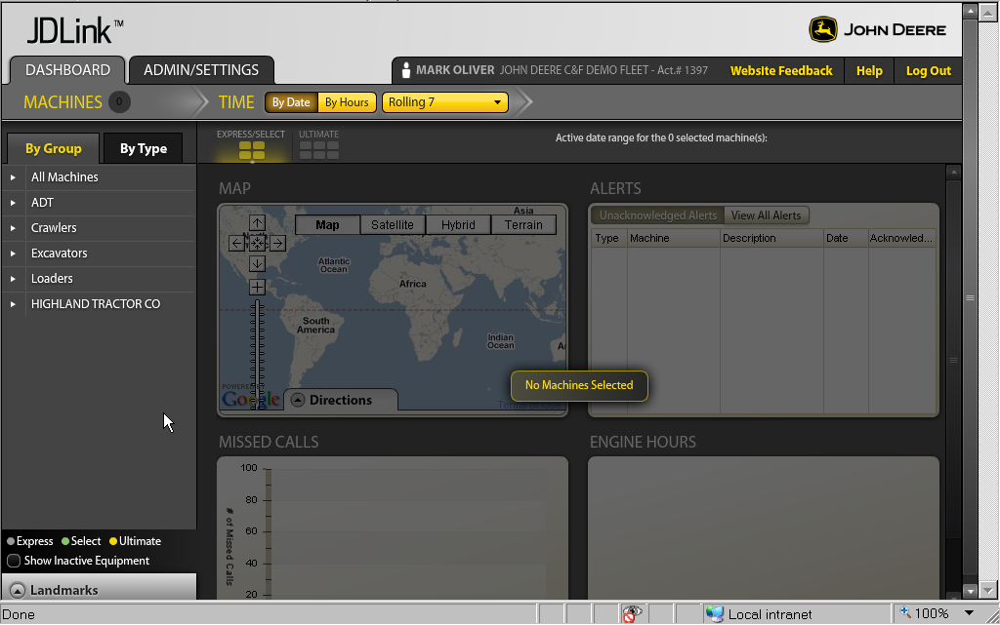 JDLink™
JOHN DEERE
DASHBOARD
ADMIN/SETTINGS
MARK OLIVER JOHN DEERE C&F DEMO FLEET - Act.# 1397
Website Feedback
Help
Log Out
MACHINES 0
TIME
By Date
By Hours
Rolling 7
By Group
By Type
EXPRESS/SELECT
ULTIMATE
Active date range for the 0 selected machine(s):
All Machines
ADT
Crawlers
Excavators
Loaders
HIGHLAND TRACTOR CO
MAP
Map
Satellite
Hybrid
Terrain
Asia
Atlantic
Ocean
Africa
South
America
Indian
Ocean
POWERED BY
Google
Directions
ALERTS
Unacknowledged Alerts
View All Alerts
Type
Machine
Description
Date
Acknowled...
No Machines Selected
MISSED CALLS
100
80
60
40
20
# of Missed Calls
ENGINE HOURS
Express
Select
Ultimate
Show Inactive Equipment
Landmarks
Done
Local intranet
100%